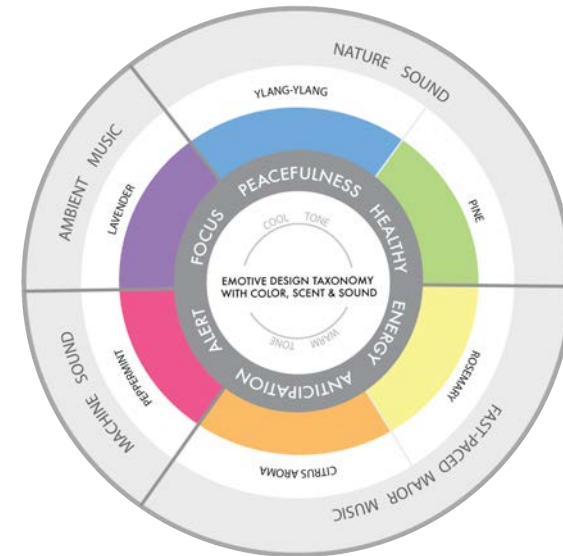 NATURE SOUND
YLANG-YLANG
AMBIENT MUSIC
LAVENDER
PINE
PEACEFULNESS
FOCUS
HEALTHY
COOL TONE
EMOTIVE DESIGN TAXONOMY
WITH COLOR, SCENT & SOUND
WARM TONE
ALERT
ENERGY
ANTICIPATION
PEPPERMINT
ROSEMARY
CITRUS AROMA
MACHINE SOUND
FAST-PACED MAJOR MUSIC